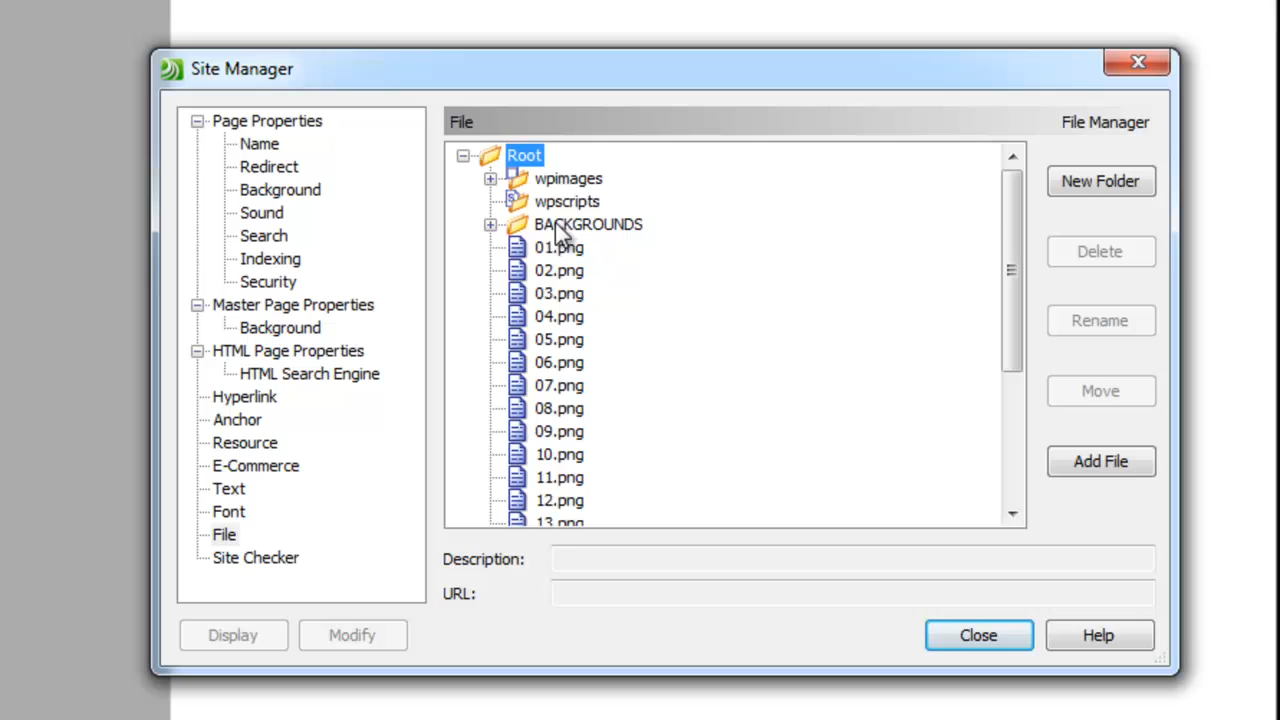 Site Manager
Page Properties
Name
Redirect
Background
Sound
Search
Indexing
Security
Master Page Properties
Background
HTML Page Properties
HTML Search Engine
Hyperlink
Anchor
Resource
E-Commerce
Text
Font
File
Site Checker
File
File Manager
Root
wpimages
wpscripts
BACKGROUNDS
01.png
02.png
03.png
04.png
05.png
06.png
07.png
08.png
09.png
10.png
11.png
12.png
13.png
New Folder
Delete
Rename
Move
Add File
Description:
URL:
Display
Modify
Close
Help